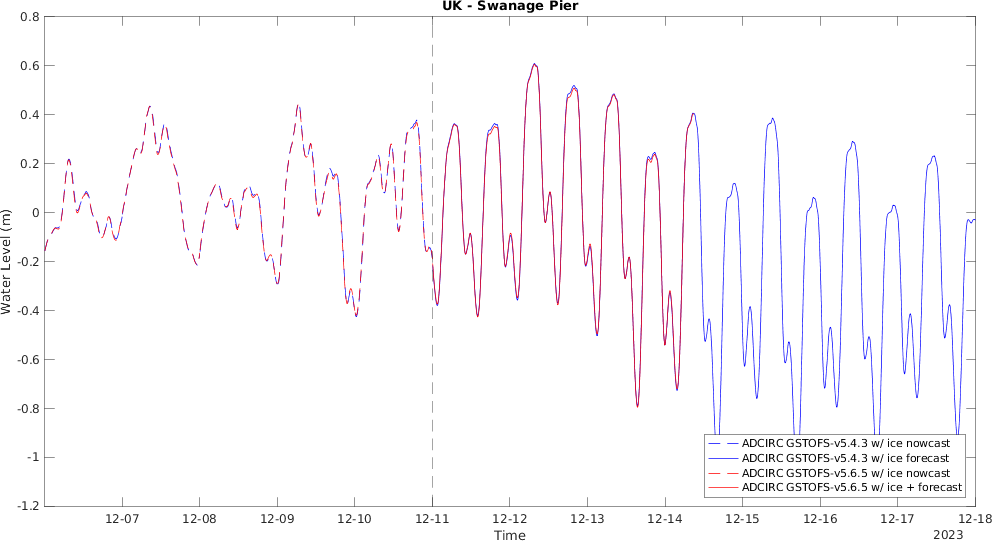 UK - Swanage Pier
0.8
0.6
0.4
0.2
0
-0.2
-0.4
-0.6
-0.8
-1
-1.2
Water Level (m)
ADCIRC GSTOFS-v5.4.3 w/ ice nowcast
ADCIRC GSTOFS-v5.4.3 w/ ice forecast
ADCIRC GSTOFS-v5.6.5 w/ ice nowcast
ADCIRC GSTOFS-v5.6.5 w/ ice + forecast
12-07 12-08 12-09 12-10 12-11 12-12 12-13 12-14 12-15 12-16 12-17 12-18
Time
2023